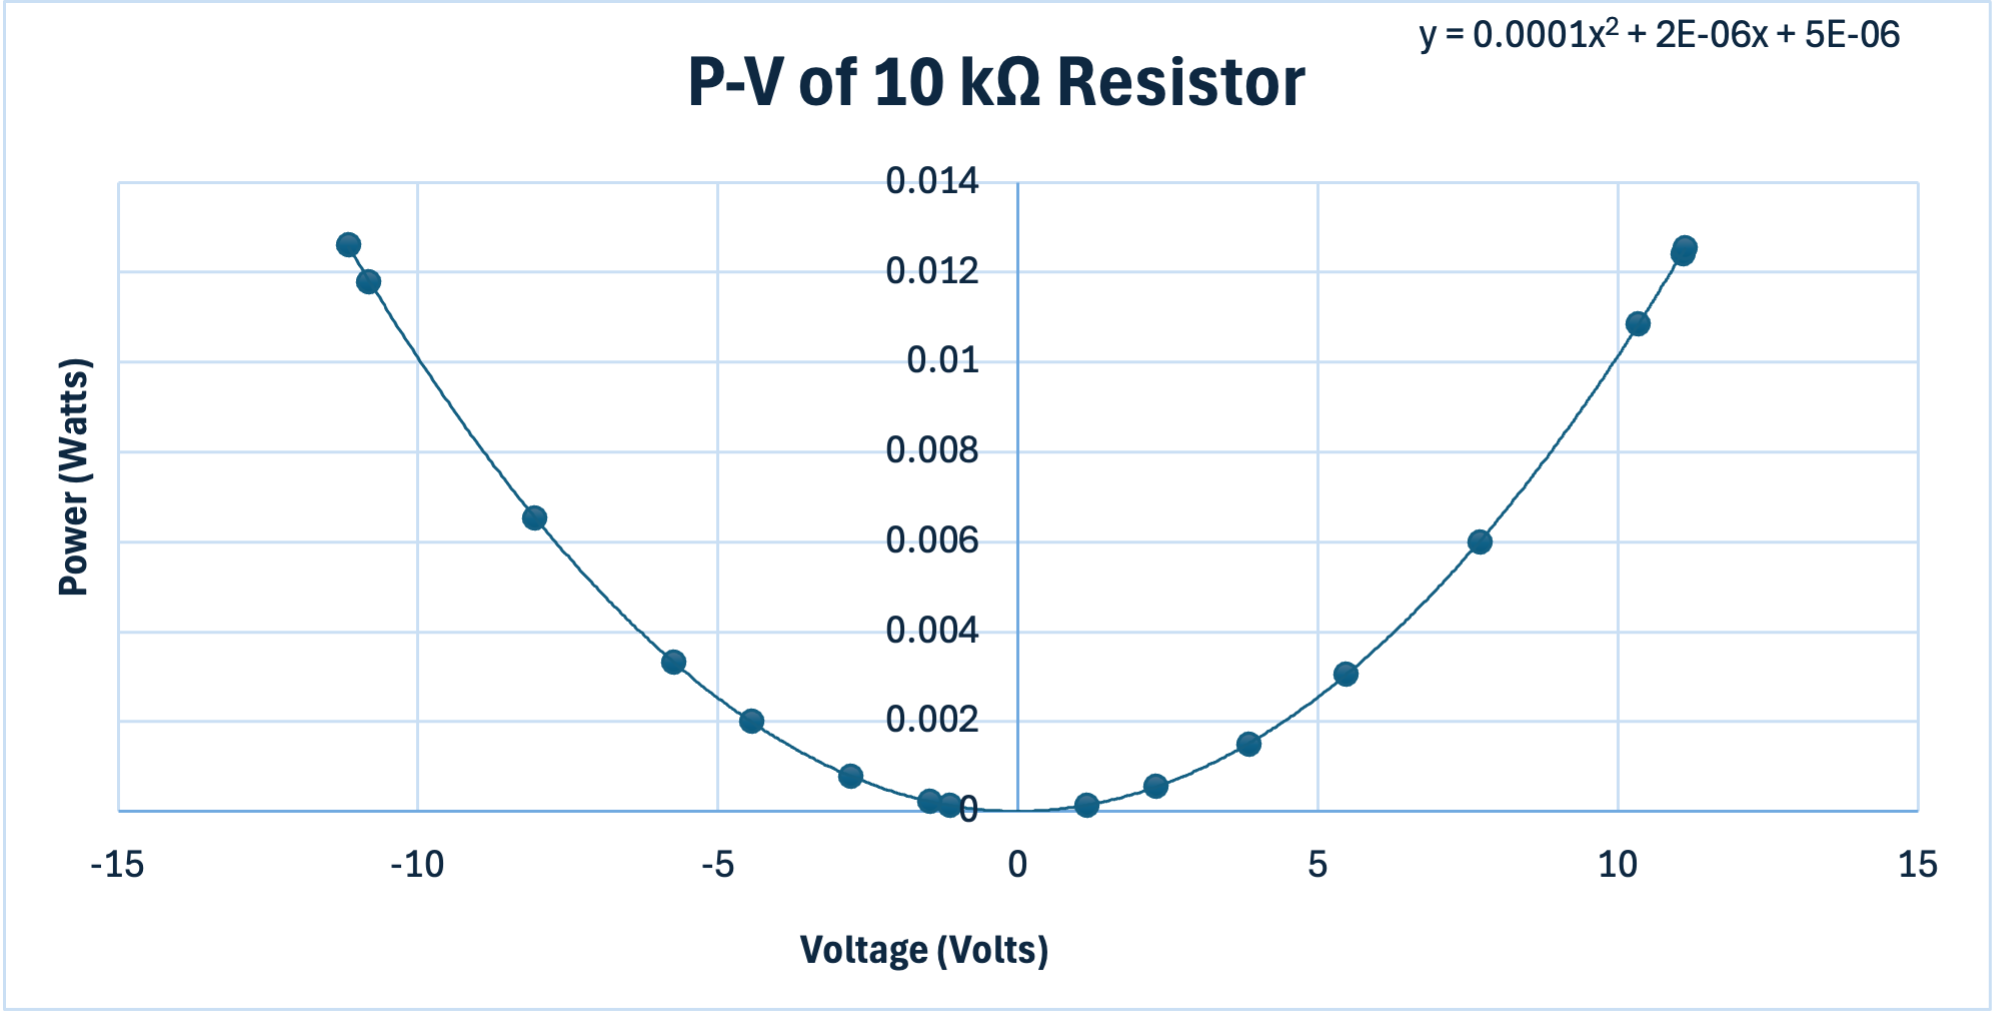 y = 0.0001x² + 2E-06x + 5E-06
P-V of 10 kΩ Resistor
0.014
0.012
0.01
0.008
0.006
0.004
0.002
0
-15 -10 -5 0 5 10 15
Power (Watts)
Voltage (Volts)